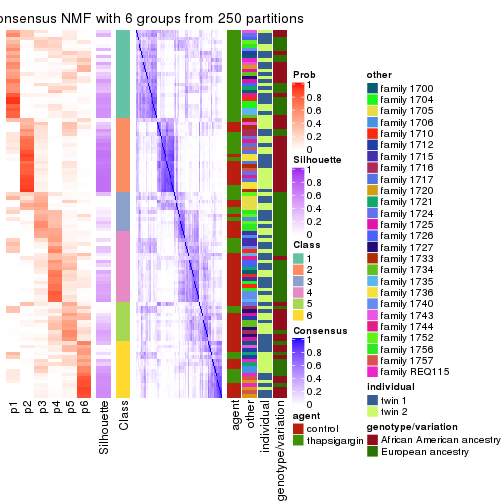 onsensus NMF with 6 groups from 250 partitions
p1
p2
p3
p4
p5
p6
Silhouette
Class
agent
other
individual
genotype/variation
Prob
1
0.8
0.6
0.4
0.2
0
Silhouette
1
0.8
0.6
0.4
0.2
0
Class
1
2
3
4
5
6
Consensus
1
0.8
0.6
0.4
0.2
0
agent
control
thapsigargin
other
family 1700
family 1704
family 1705
family 1706
family 1710
family 1712
family 1715
family 1716
family 1717
family 1720
family 1721
family 1724
family 1725
family 1726
family 1727
family 1733
family 1734
family 1735
family 1736
family 1740
family 1743
family 1744
family 1752
family 1756
family 1757
family REQ115
individual
twin 1
twin 2
genotype/variation
African American ancestry
European ancestry